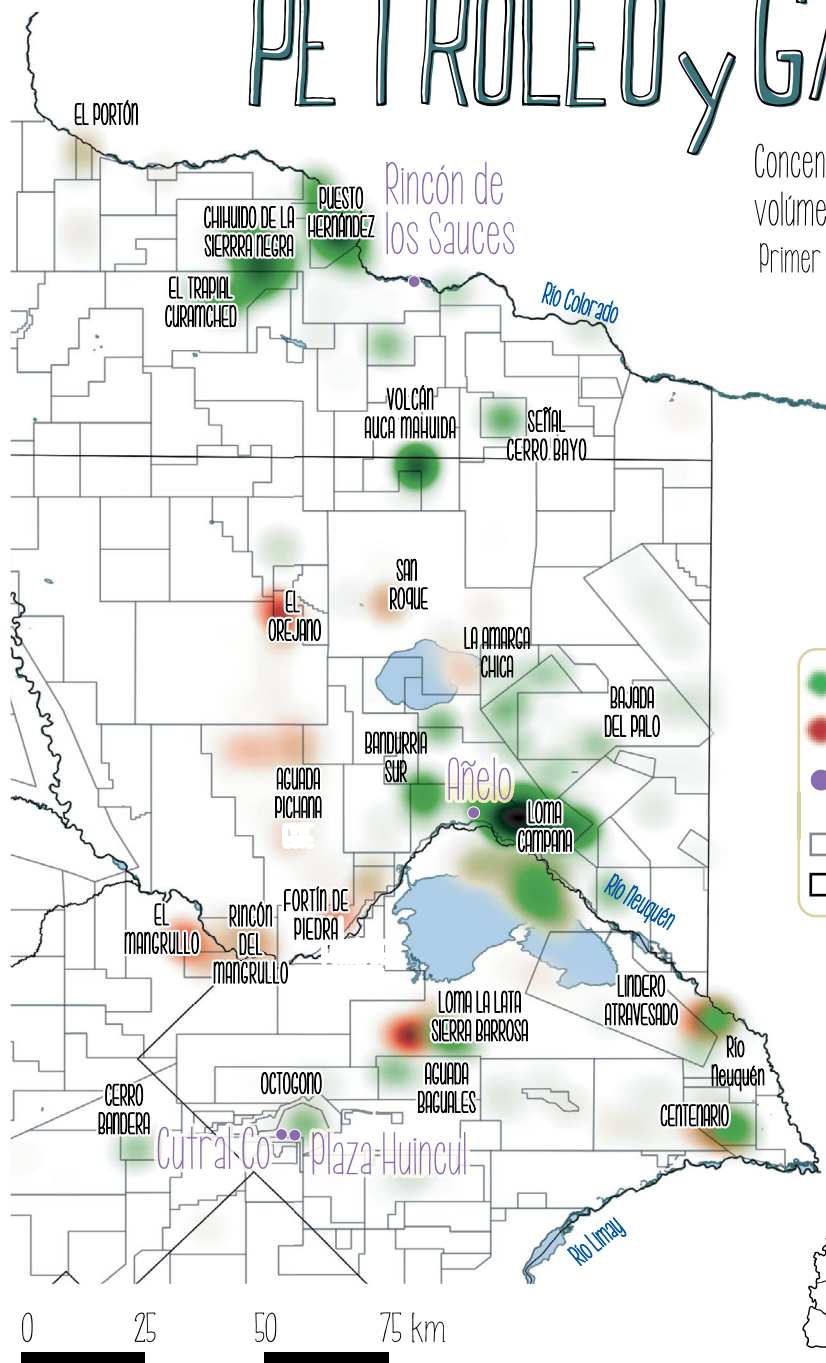 PETRÓLEO y GA
Concen
volúme
Primer
EL PORTÓN
Rincón de
los Sauces
PUESTO
HERNÁNDEZ
CHIHUIDO DE LA
SIERRRA NEGRA
EL TRAPIAL
CURAMCHED
Río Colorado
VOLCÁN
AUCA MAHUIDA
SEÑAL
CERRO BAYO
SAN
ROQUE
EL
OREJANO
LA AMARGA
CHICA
BAJADA
DEL PALO
BANDURRIA
SUR
Añelo
AGUADA
PICHANA
LOMA
CAMPANA
Río Neuquén
FORTÍN DE
PIEDRA
EL
MANGRULLO
RINCÓN
DEL
MANGRULLO
LINDERO
ATRAVESADO
LOMA LA LATA
SIERRA BARROSA
Río
Neuquén
AGUADA
BAGUALES
OCTOGONO
CERRO
BANDERA
CENTENARIO
Cutral Co
Plaza Huincul
Río Limay
0 25 50 75 km